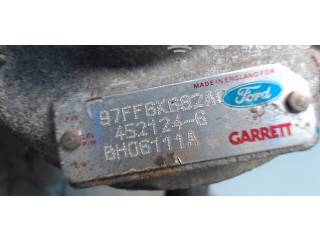 MADE IN ENGLAND FOR
Ford
97FF6K682A
452124-6
BH06111A
GARRETT